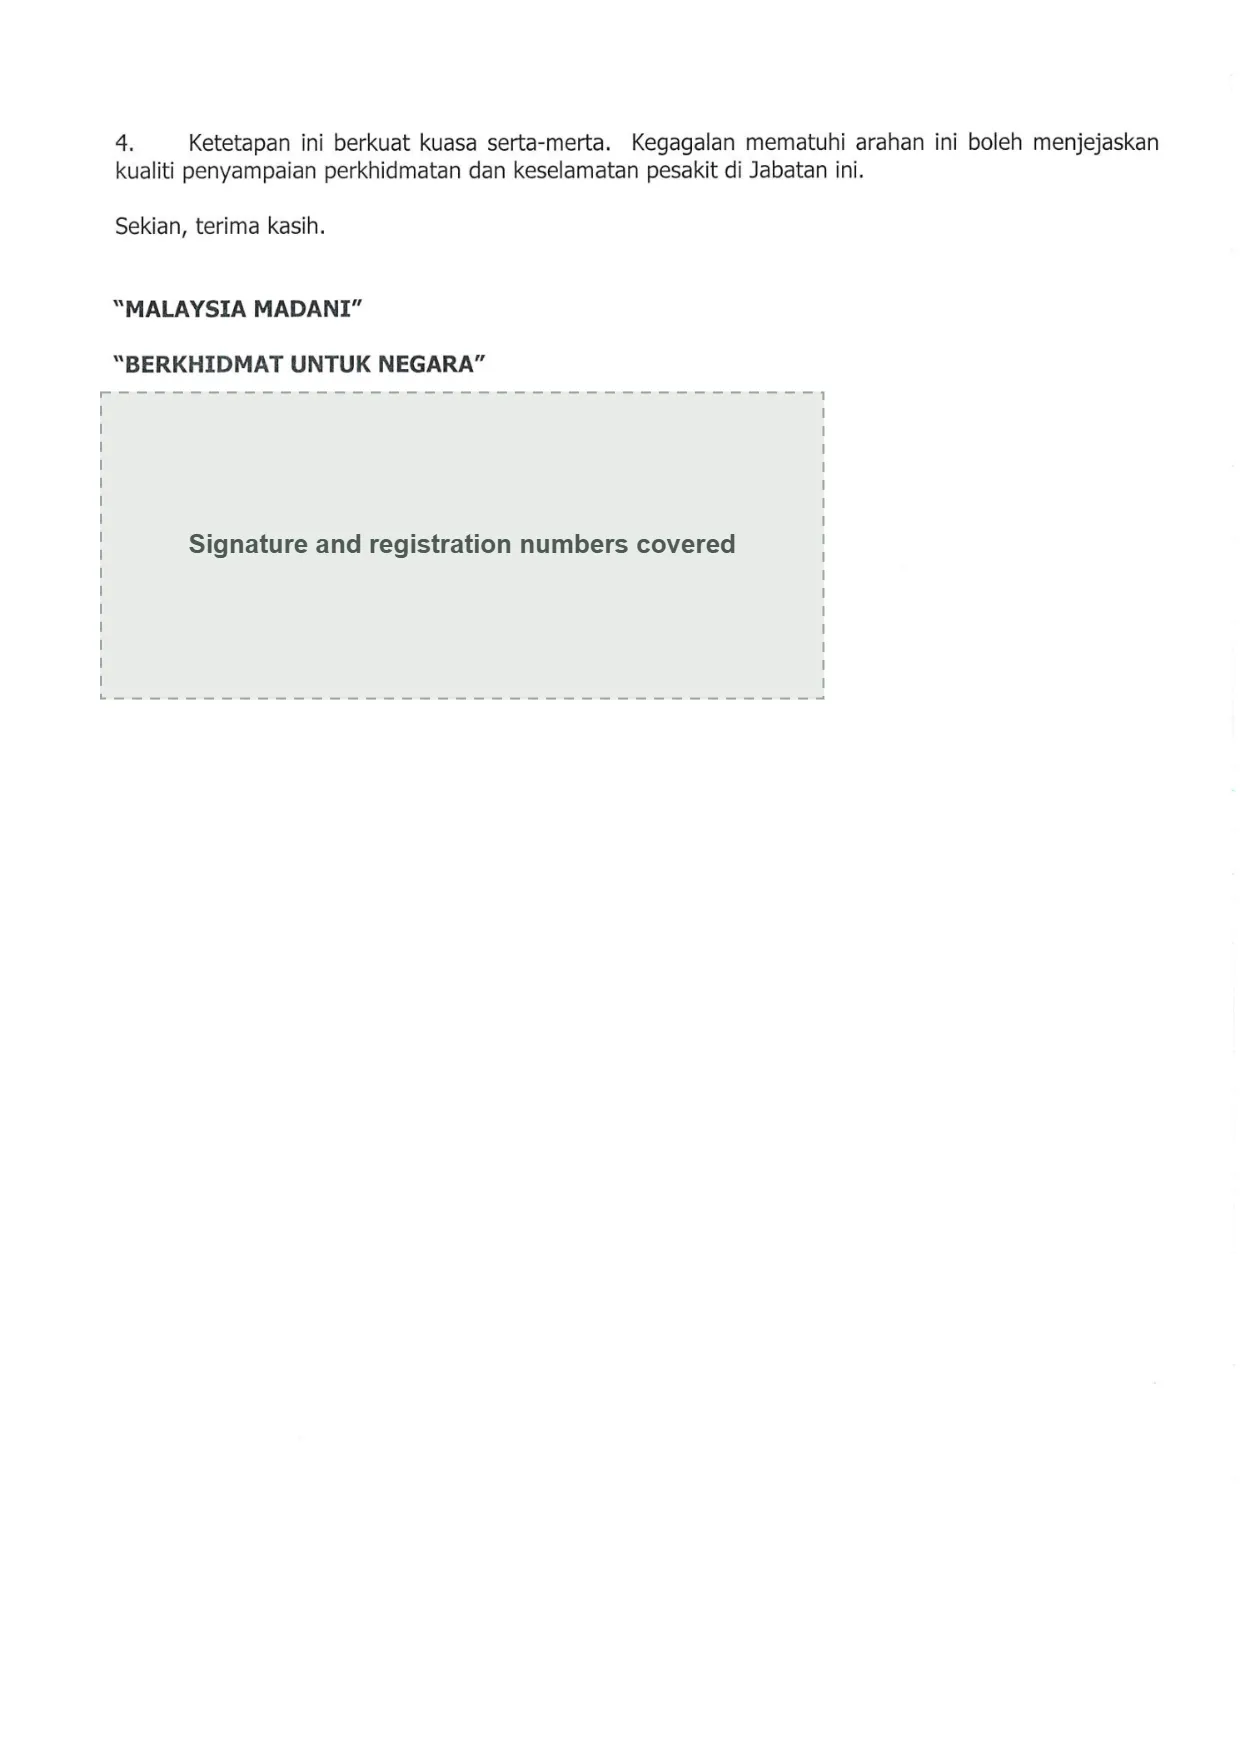 4. Ketetapan ini berkuat kuasa serta-merta. Kegagalan mematuhi arahan ini boleh menjejaskan
kualiti penyampaian perkhidmatan dan keselamatan pesakit di Jabatan ini.
Sekian, terima kasih.
“MALAYSIA MADANI”
“BERKHIDMAT UNTUK NEGARA”
Signature and registration numbers covered